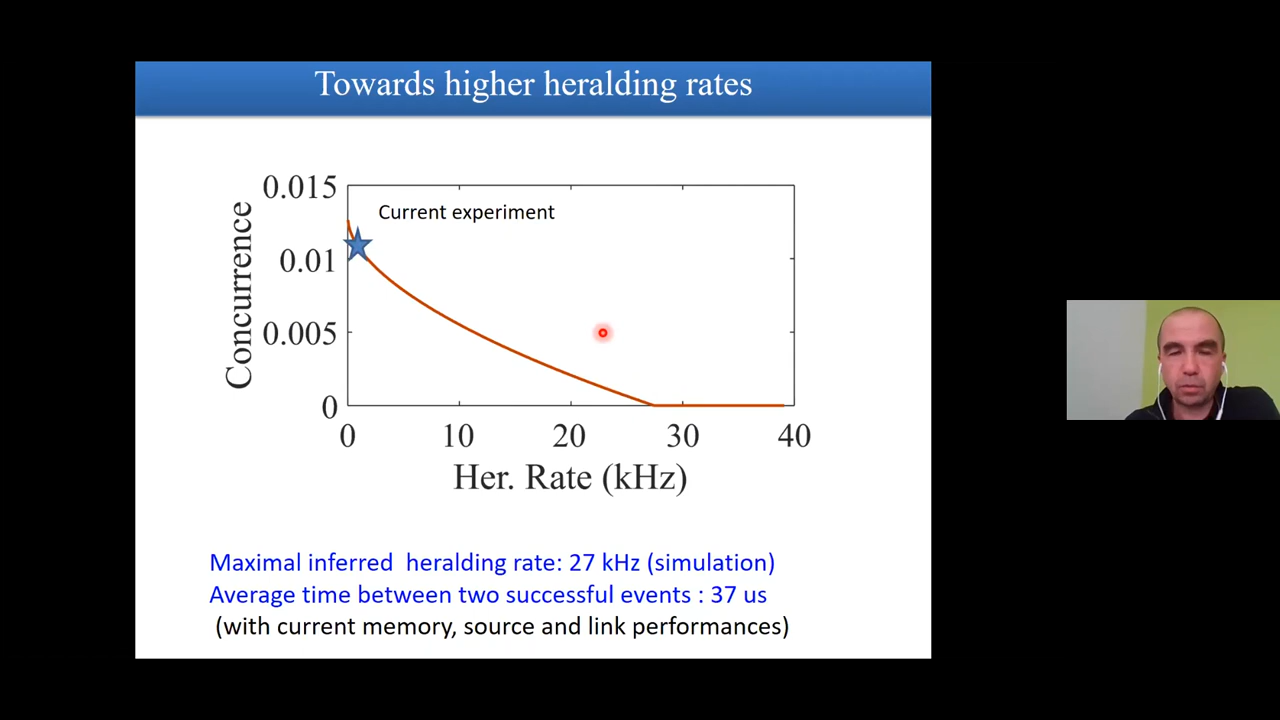 Towards higher heralding rates
Current experiment
0.015
0.01
0.005
0
Concurrence
0 10 20 30 40
Her. Rate (kHz)
Maximal inferred heralding rate: 27 kHz (simulation)
Average time between two successful events : 37 us
(with current memory, source and link performances)